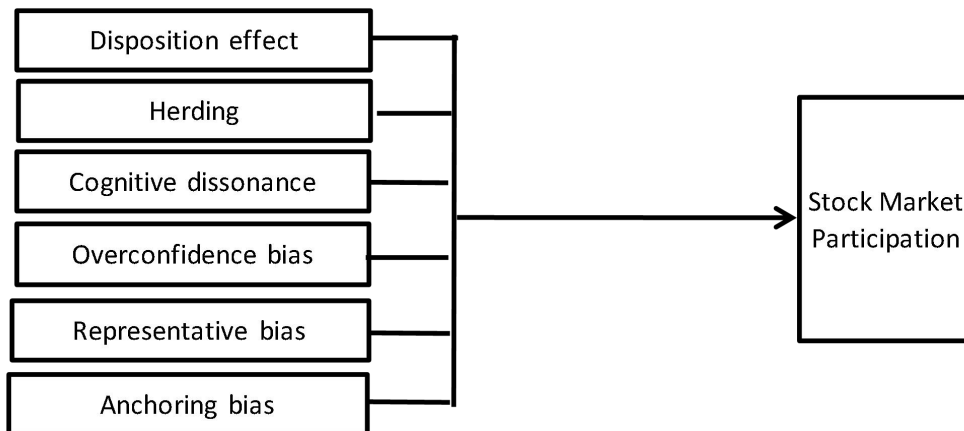 Disposition effect
Herding
Cognitive dissonance
Overconfidence bias
Representative bias
Anchoring bias
Stock Market
Participation